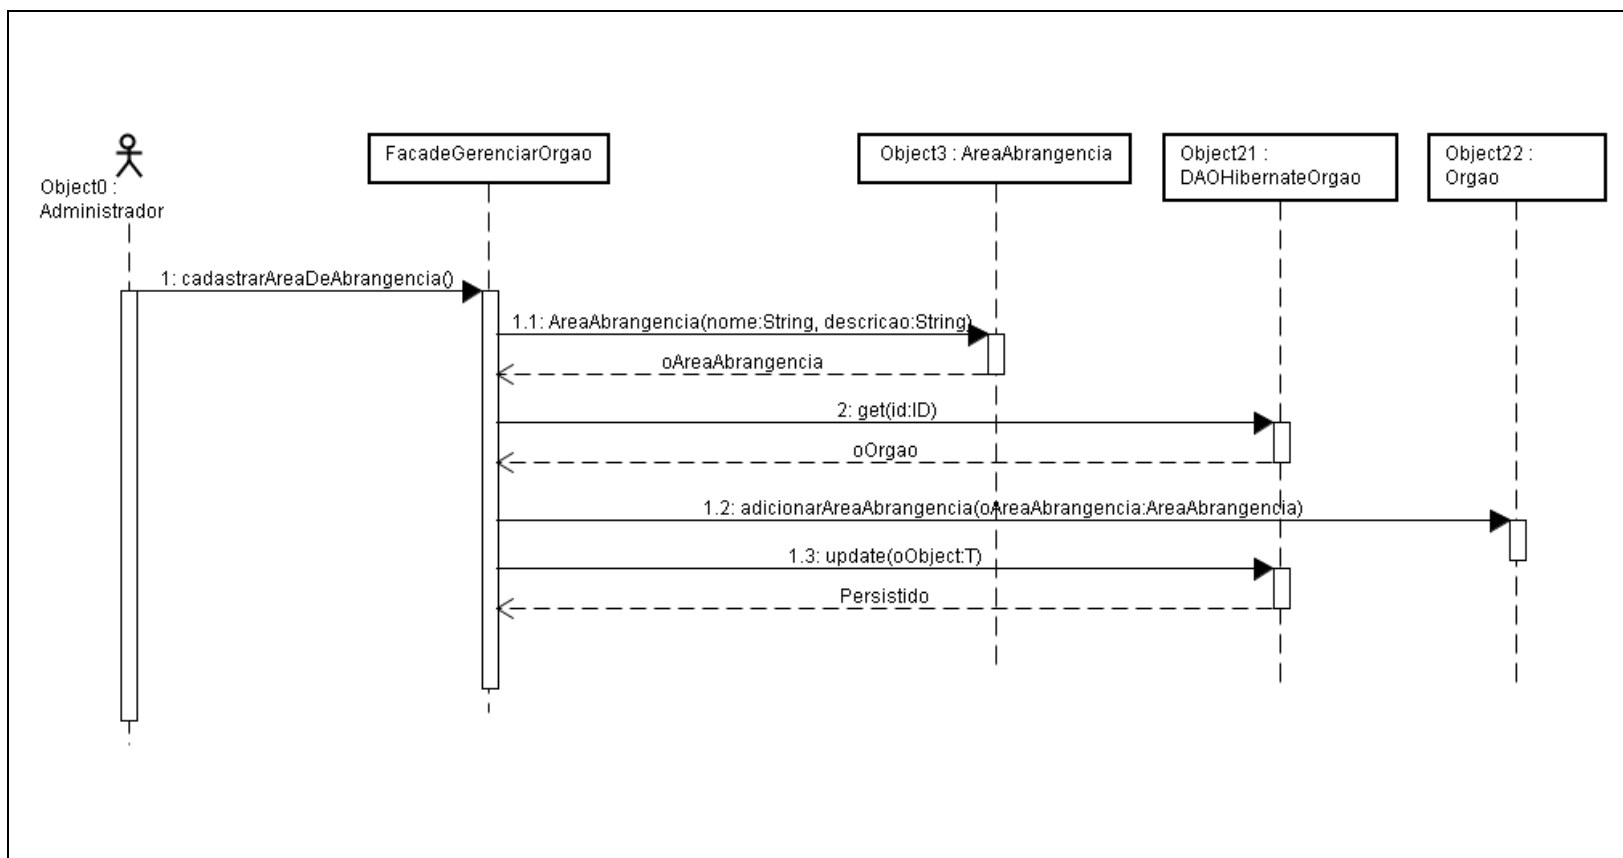 Object0 :
Administrador
FacadeGerenciarOrgao
Object3 : AreaAbrangencia
Object21 :
DAOHibernateOrgao
Object22 :
Orgao
1: cadastrarAreaDeAbrangencia()
1.1: AreaAbrangencia(nome:String, descricao:String)
oAreaAbrangencia
2: get(id:ID)
oOrgao
1.2: adicionarAreaAbrangencia(oAreaAbrangencia:AreaAbrangencia)
1.3: update(oObject:T)
Persistido